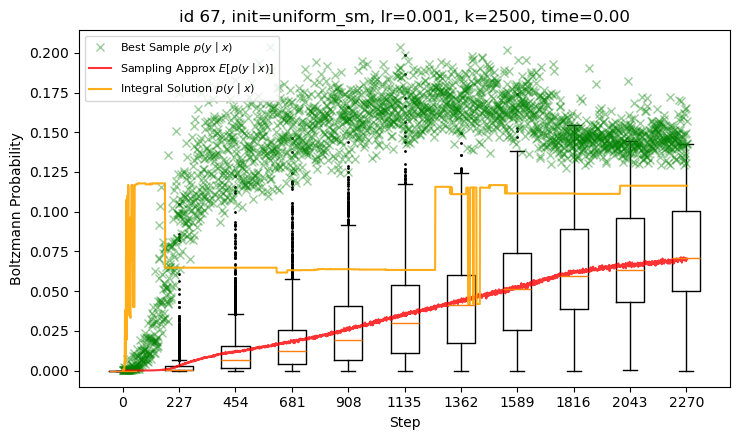 id 67, init=uniform_sm, lr=0.001, k=2500, time=0.00
Best Sample p(y | x)
Sampling Approx E[p(y | x)]
Integral Solution p(y | x)
Boltzmann Probability
0.200
0.175
0.150
0.125
0.100
0.075
0.050
0.025
0.000
0 227 454 681 908 1135 1362 1589 1816 2043 2270
Step